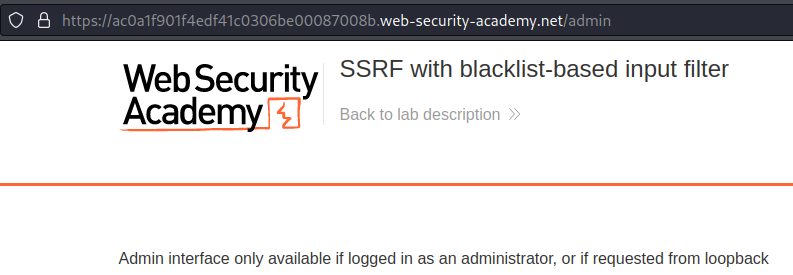 https://ac0a1f901f4edf41c0306be00087008b.web-security-academy.net/admin
Web Security
Academy
SSRF with blacklist-based input filter
Back to lab description
Admin interface only available if logged in as an administrator, or if requested from loopback